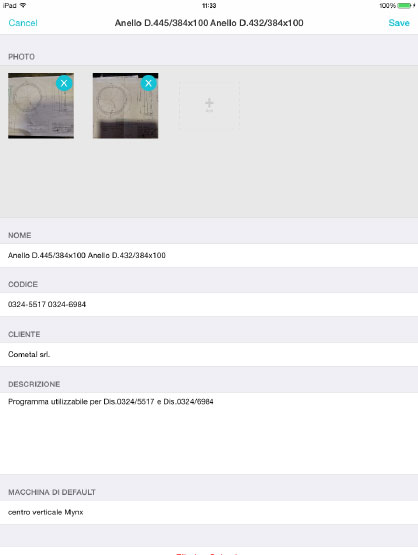 iPad 11:33 100%
Cancel Anello D.445/384x100 Anello D.432/384x100 Save
PHOTO
X X
+
NOME
Anello D.445/384x100 Anello D.432/384x100
CODICE
0324-5517 0324-6984
CLIENTE
Cometal srl.
DESCRIZIONE
Programma utilizzabile per Dis.0324/5517 e Dis.0324/6984
MACCHINA DI DEFAULT
centro verticale Mynx